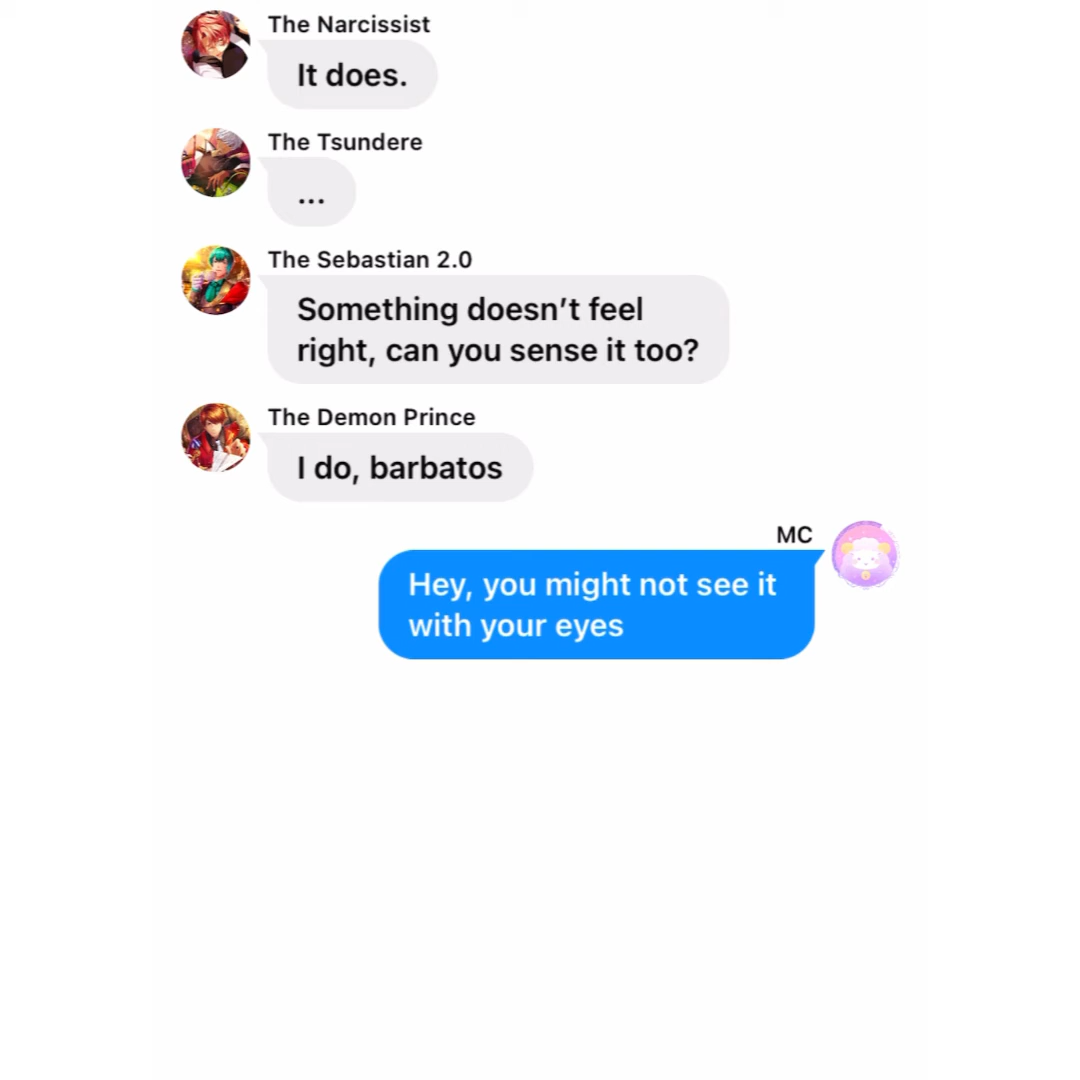 The Narcissist
It does.
The Tsundere
...
The Sebastian 2.0
Something doesn’t feel
right, can you sense it too?
The Demon Prince
I do, barbatos
MC
Hey, you might not see it
with your eyes